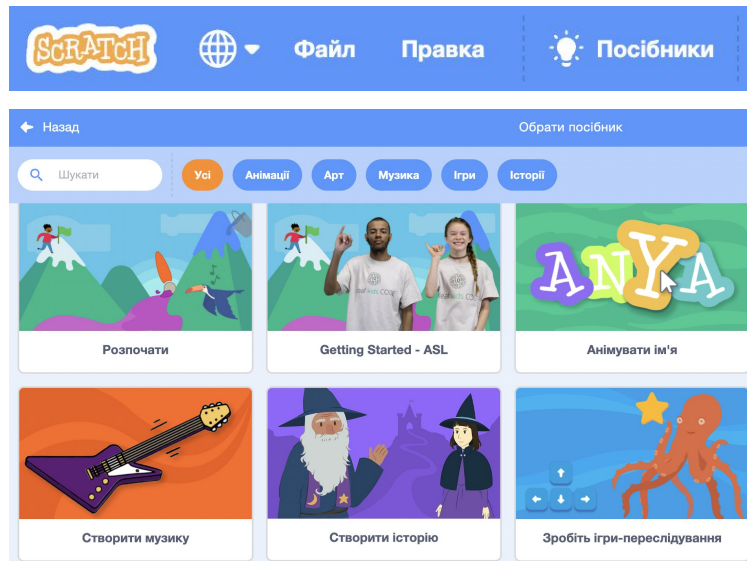 SCRATCH Файл Правка Посібники
Назад Обрати посібник
Шукати Усі Анімації Арт Музика Ігри Історії
ANYA
Розпочати Getting Started - ASL Анімувати ім'я
Створити музику Створити історію Зробіть ігри-переслідування